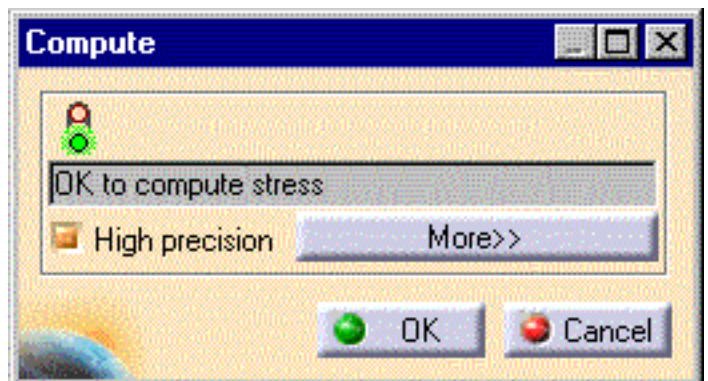 Compute
OK to compute stress
High precision More>>
OK Cancel